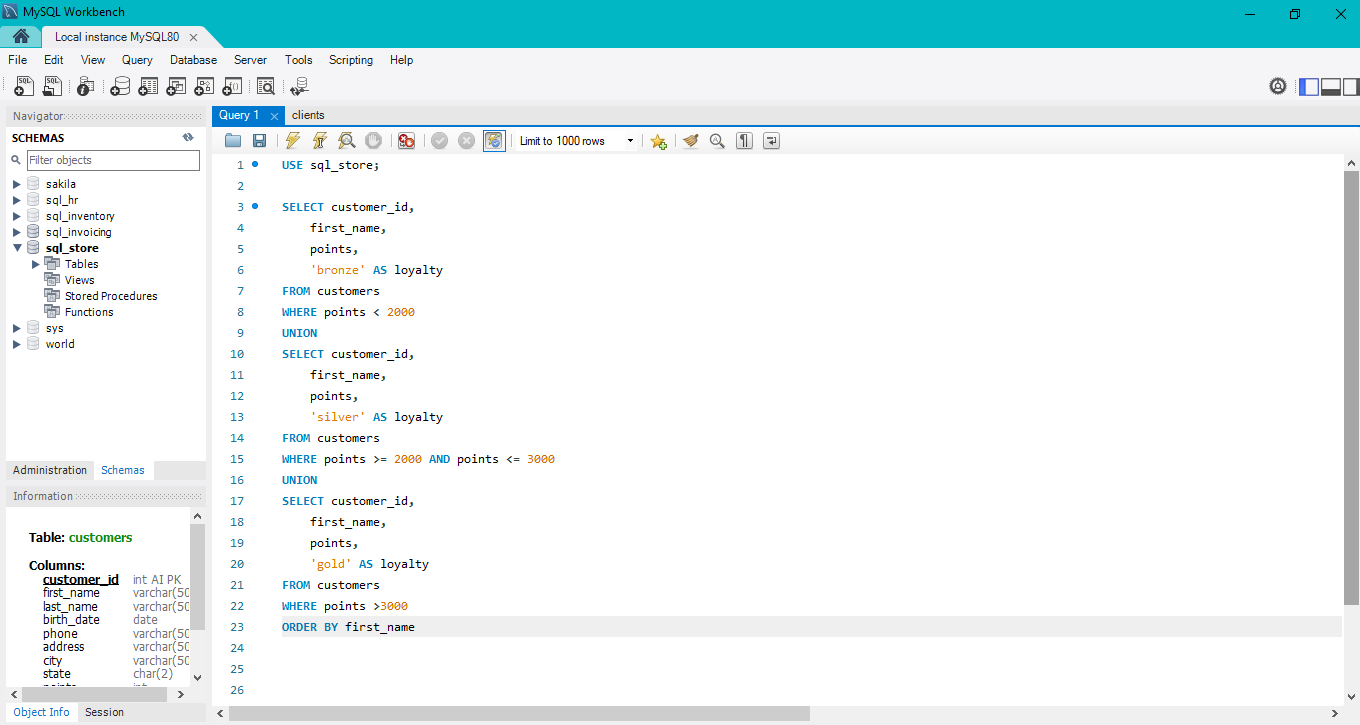 MySQL Workbench
Local instance MySQL80
File Edit View Query Database Server Tools Scripting Help
Navigator
SCHEMAS
Filter objects
sakila
sql_hr
sql_inventory
sql_invoicing
sql_store
Tables
Views
Stored Procedures
Functions
sys
world
Administration Schemas
Information
Table: customers
Columns:
customer_id int AI PK
first_name varchar(50
last_name varchar(50
birth_date date
phone varchar(50
address varchar(50
city varchar(50
state char(2)
Object Info Session
Query 1 clients
Limit to 1000 rows
1 USE sql_store;
2
3 SELECT customer_id,
4 first_name,
5 points,
6 'bronze' AS loyalty
7 FROM customers
8 WHERE points < 2000
9 UNION
10 SELECT customer_id,
11 first_name,
12 points,
13 'silver' AS loyalty
14 FROM customers
15 WHERE points >= 2000 AND points <= 3000
16 UNION
17 SELECT customer_id,
18 first_name,
19 points,
20 'gold' AS loyalty
21 FROM customers
22 WHERE points >3000
23 ORDER BY first_name
24
25
26